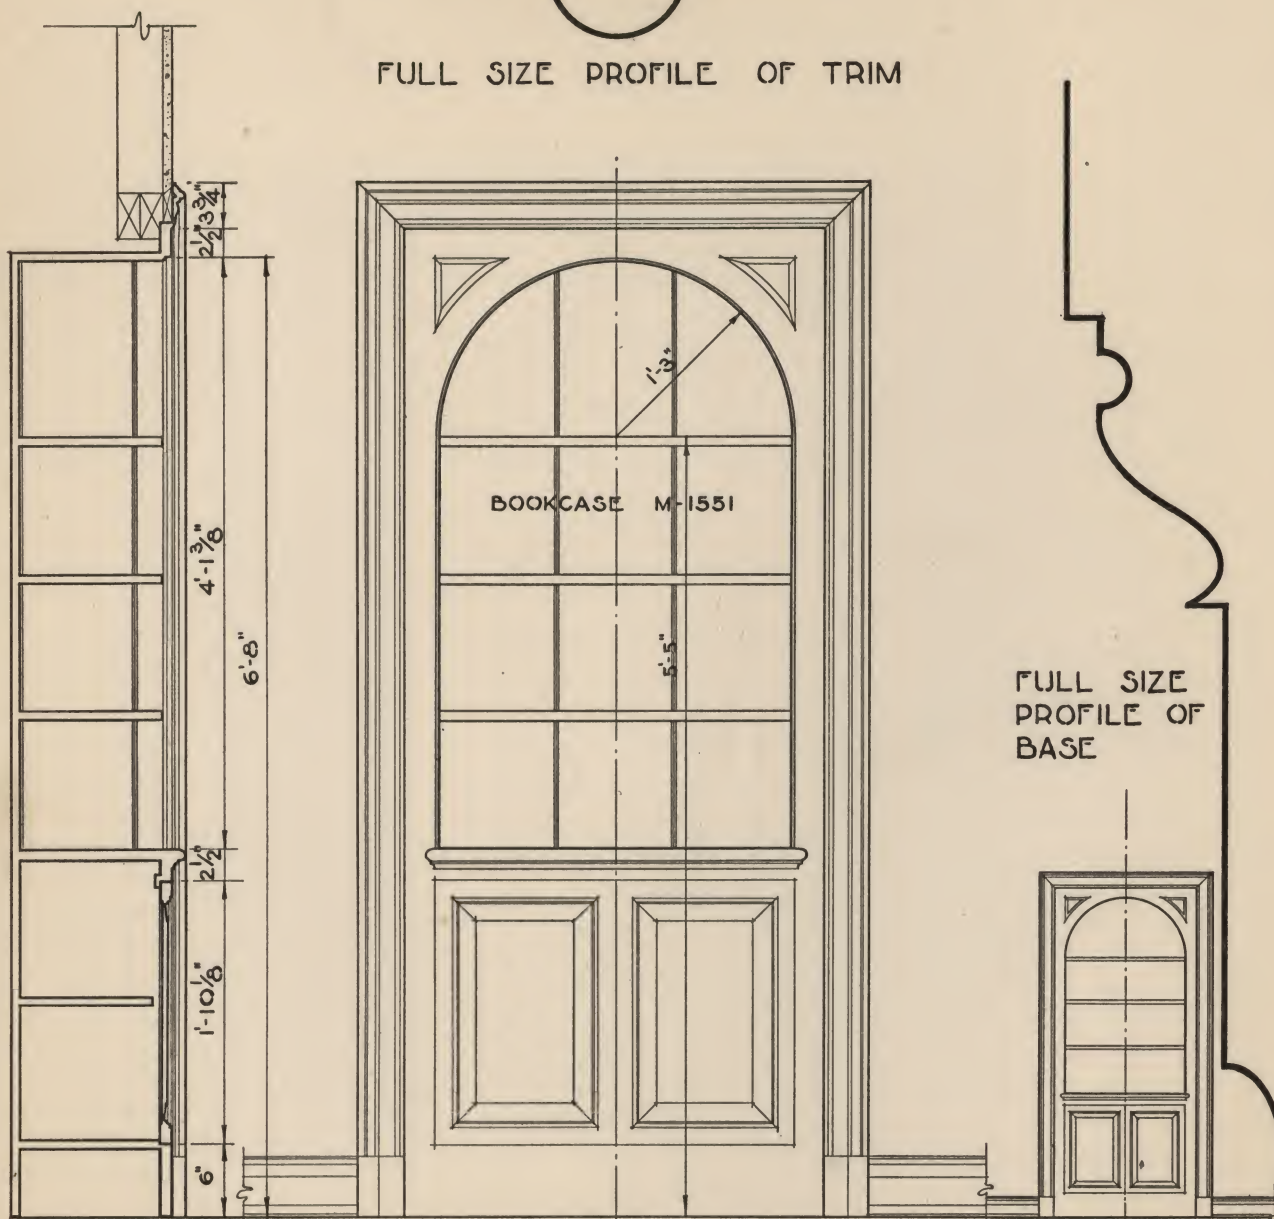 FULL SIZE PROFILE OF TRIM
3¾"
2½"
1'-3"
BOOKCASE M-1551
4'-1⅜"
6'-8"
5'-5"
FULL SIZE
PROFILE OF
BASE
2½"
1'-10⅛"
6"